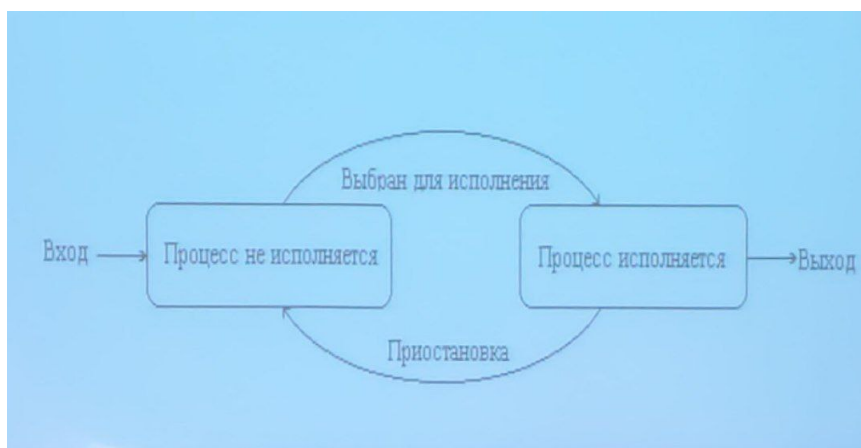 Выбран для исполнения
Вход
Процесс не исполняется
Процесс исполняется
Выход
Приостановка